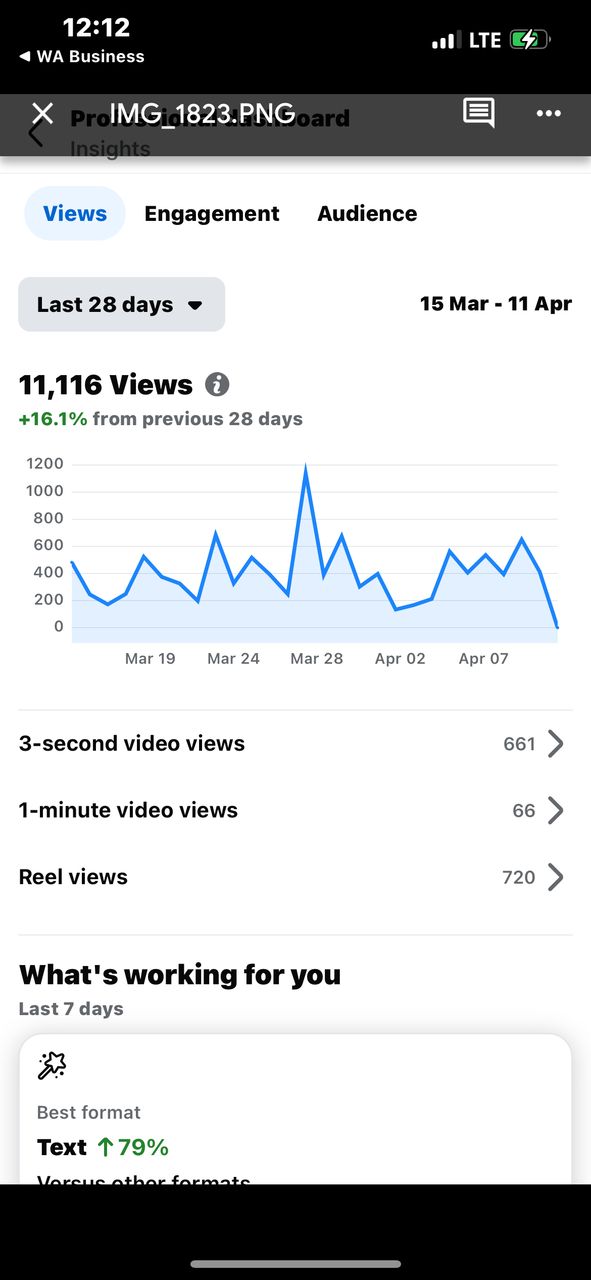 12:12
LTE
◀ WA Business
IMG_1823.PNG
Professional dashboard
Insights
Views
Engagement
Audience
Last 28 days
15 Mar - 11 Apr
11,116 Views
+16.1% from previous 28 days
1200
1000
800
600
400
200
0
Mar 19
Mar 24
Mar 28
Apr 02
Apr 07
3-second video views
661
1-minute video views
66
Reel views
720
What's working for you
Last 7 days
Best format
Text ↑79%
Versus other formats